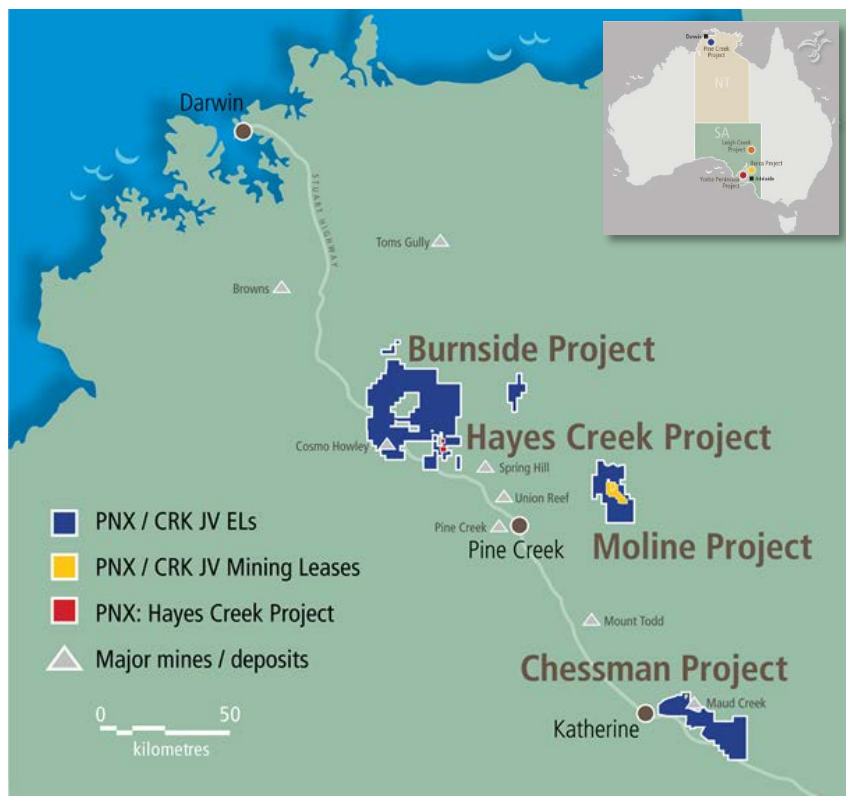 Darwin
Pine Creek
Project
NT
SA
Leigh Creek
Project
Burra Project
Yorke Peninsula
Project
Adelaide
Darwin
STUART HIGHWAY
Toms Gully
Browns
Burnside Project
Cosmo Howley
Hayes Creek Project
Spring Hill
Union Reef
Pine Creek
Pine Creek
Moline Project
PNX / CRK JV ELs
PNX / CRK JV Mining Leases
PNX: Hayes Creek Project
Major mines / deposits
Mount Todd
Chessman Project
Maud Creek
Katherine
0 50
kilometres